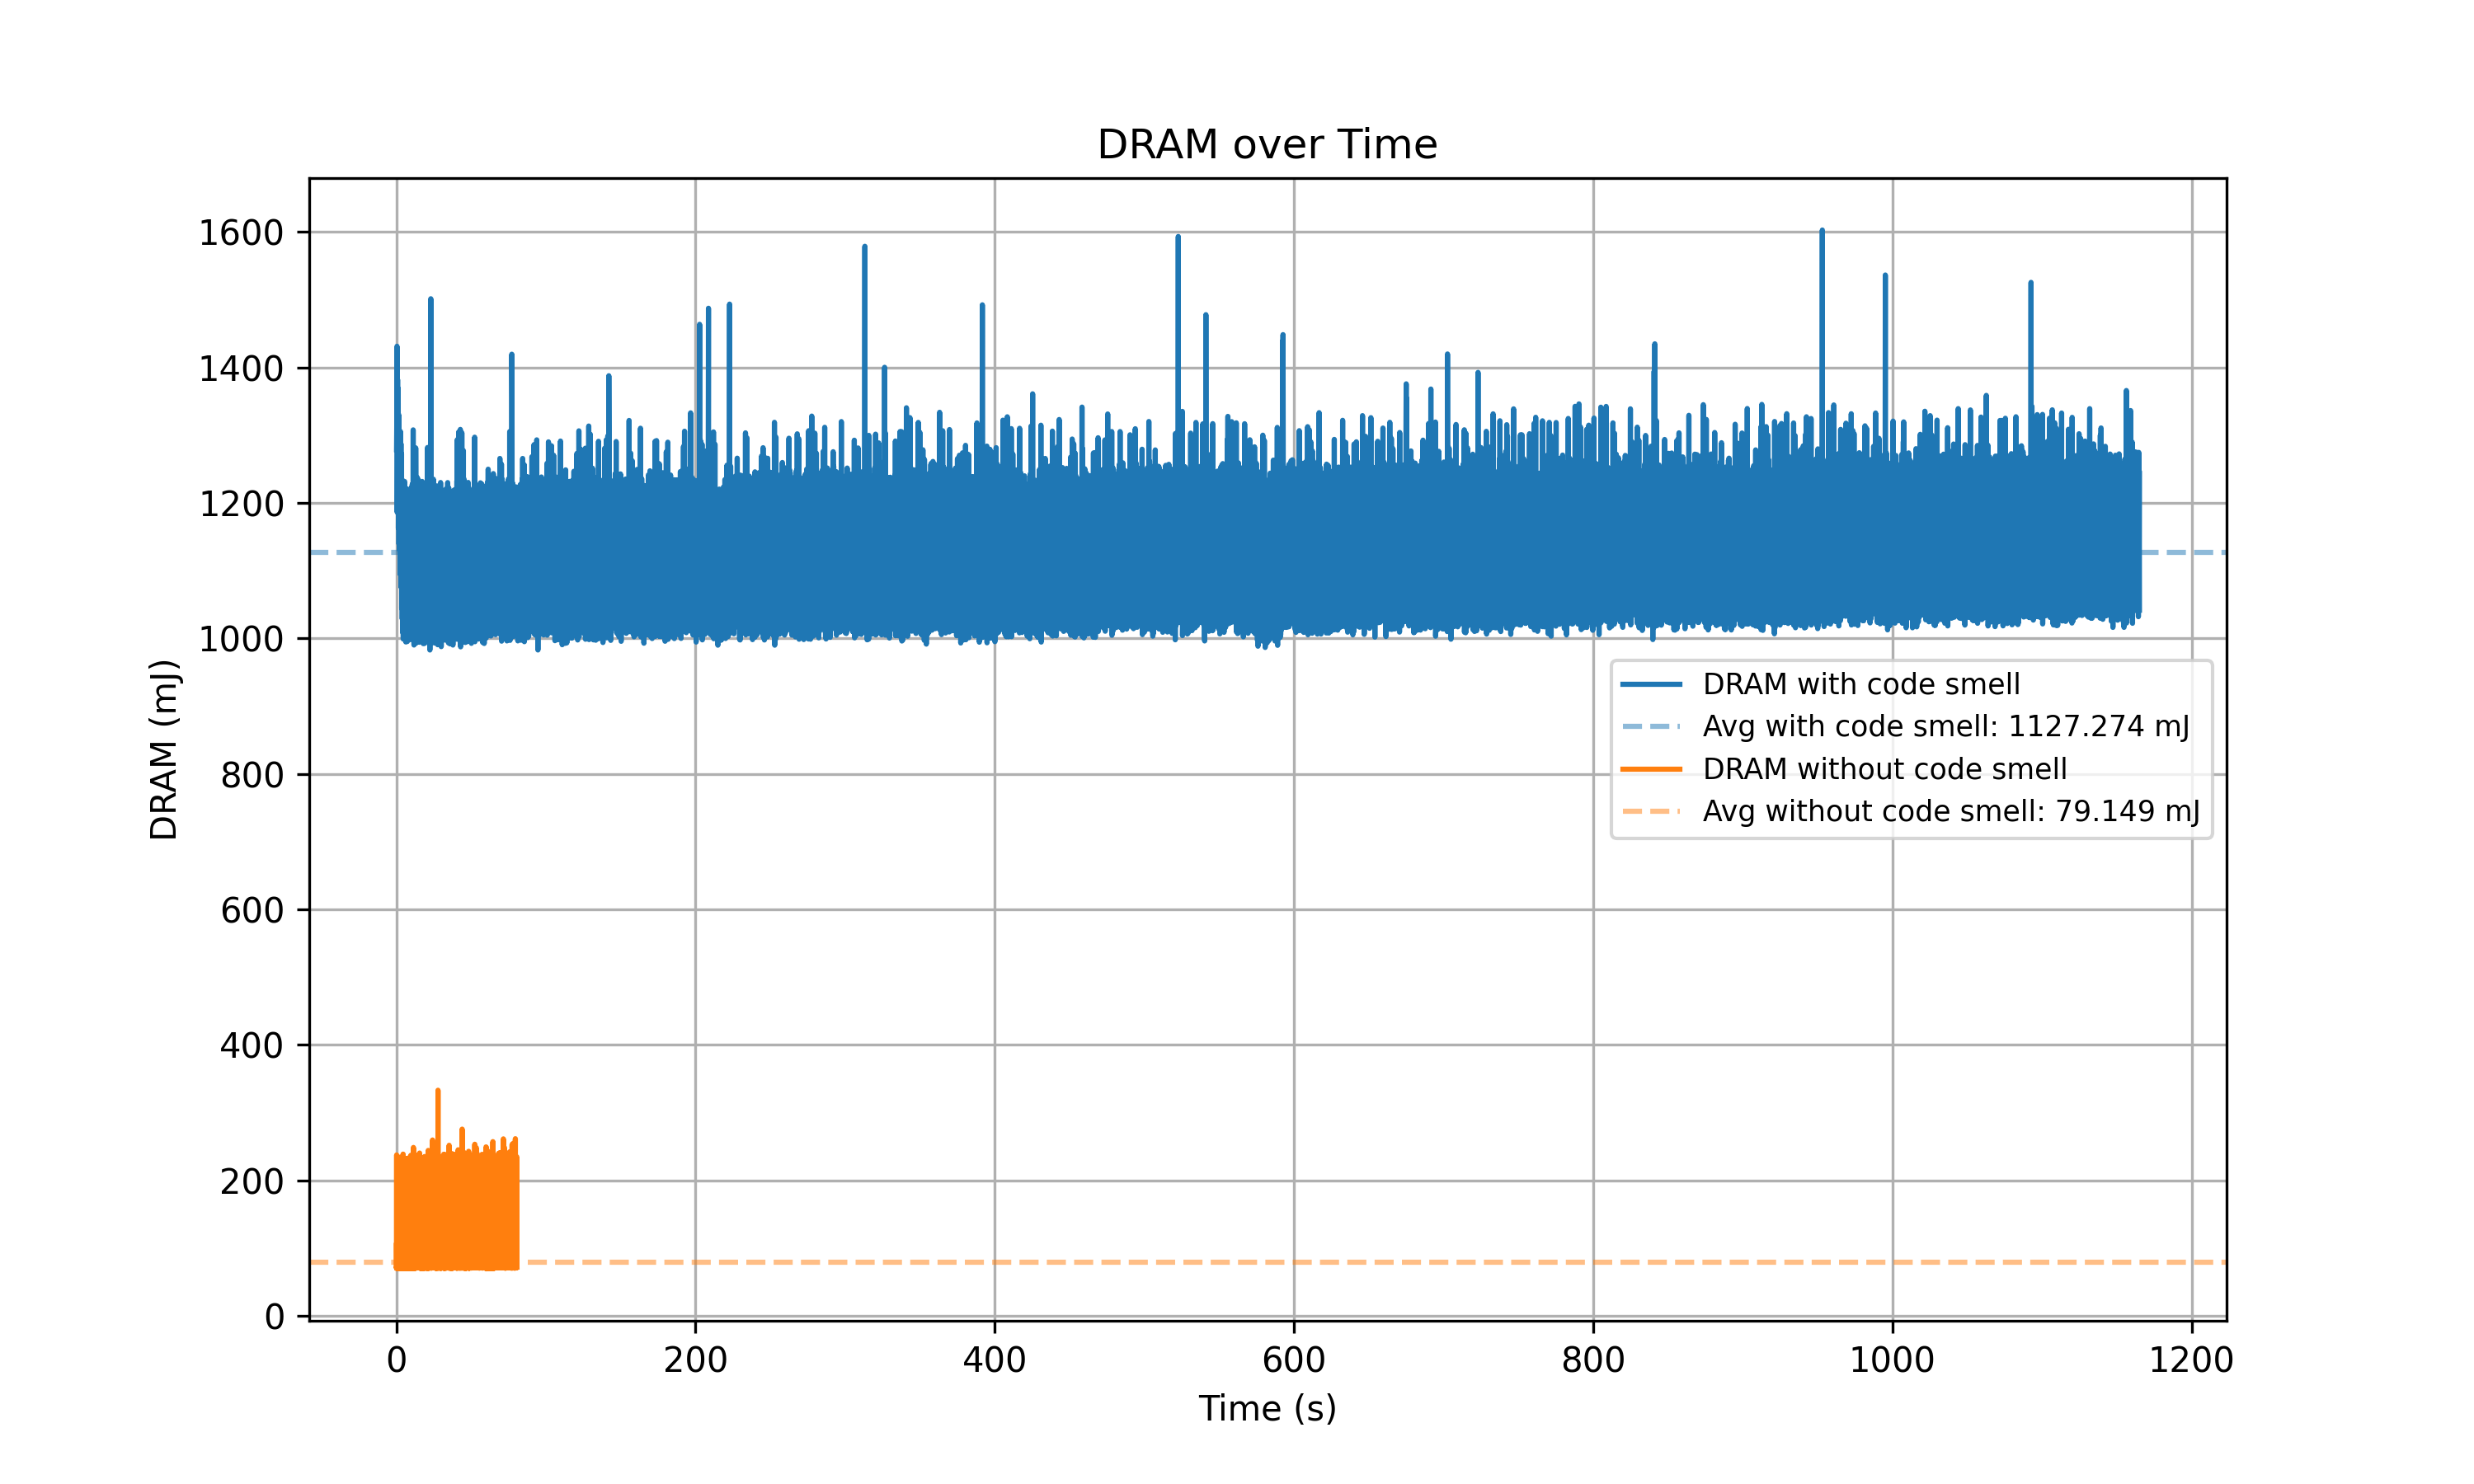 DRAM over Time
DRAM (mJ)
1600
1400
1200
1000
800
600
400
200
0
DRAM with code smell
Avg with code smell: 1127.274 mJ
DRAM without code smell
Avg without code smell: 79.149 mJ
0 200 400 600 800 1000 1200
Time (s)